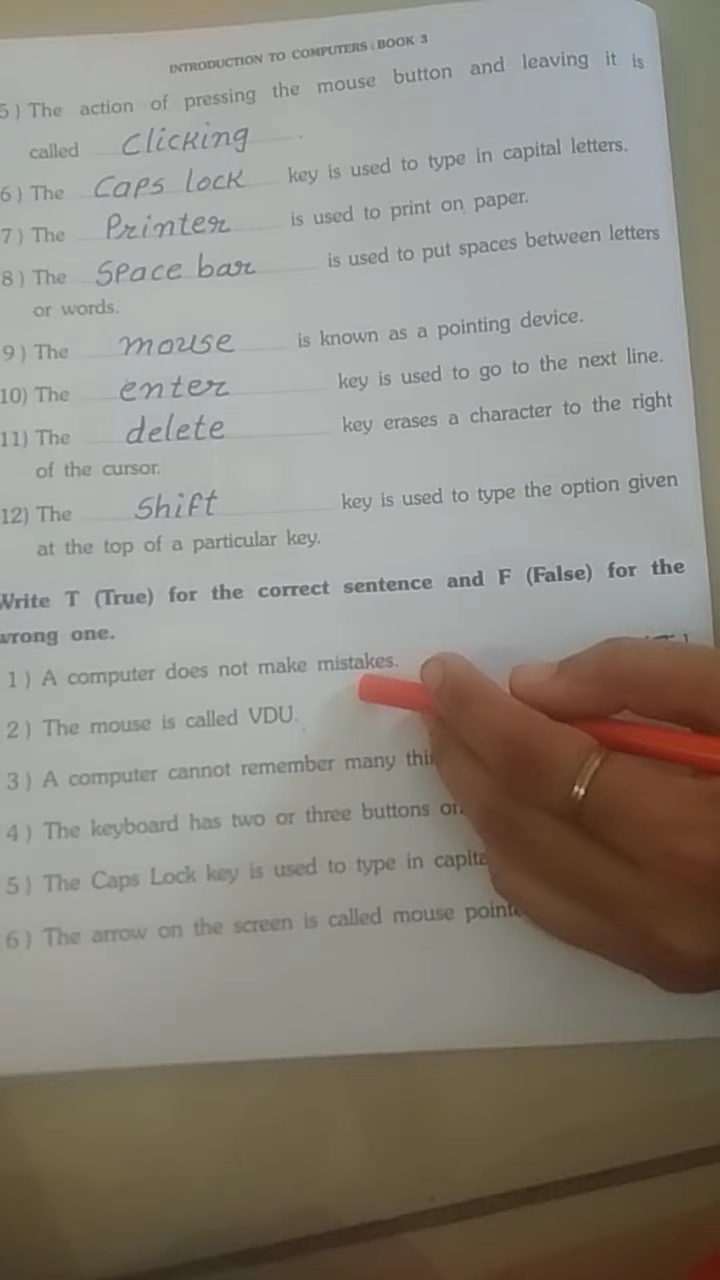 INTRODUCTION TO COMPUTERS : BOOK 3
5 ) The action of pressing the mouse button and leaving it is
called Clicking .
6 ) The Caps lock key is used to type in capital letters.
7 ) The Printer is used to print on paper.
8 ) The Space bar is used to put spaces between letters
or words.
9 ) The mouse is known as a pointing device.
10) The enter key is used to go to the next line.
11) The delete key erases a character to the right
of the cursor.
12) The Shift key is used to type the option given
at the top of a particular key.
Write T (True) for the correct sentence and F (False) for the
wrong one.
1 ) A computer does not make mistakes.
2 ) The mouse is called VDU.
3 ) A computer cannot remember many
4 ) The keyboard has two or three buttons
5 ) The Caps Lock key is used to type in
6 ) The arrow on the screen is called mouse